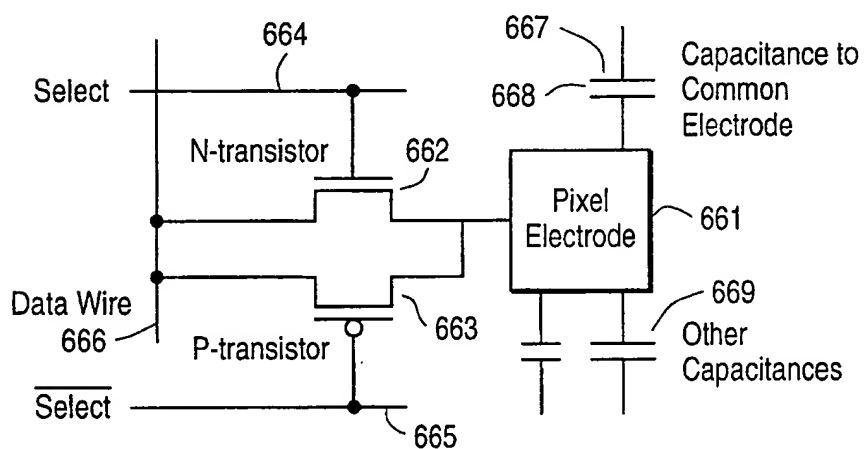 664
667
Select
668
Capacitance to
Common
Electrode
N-transistor
662
Pixel
Electrode
661
Data Wire
666
663
P-transistor
669
Other
Capacitances
Select
665